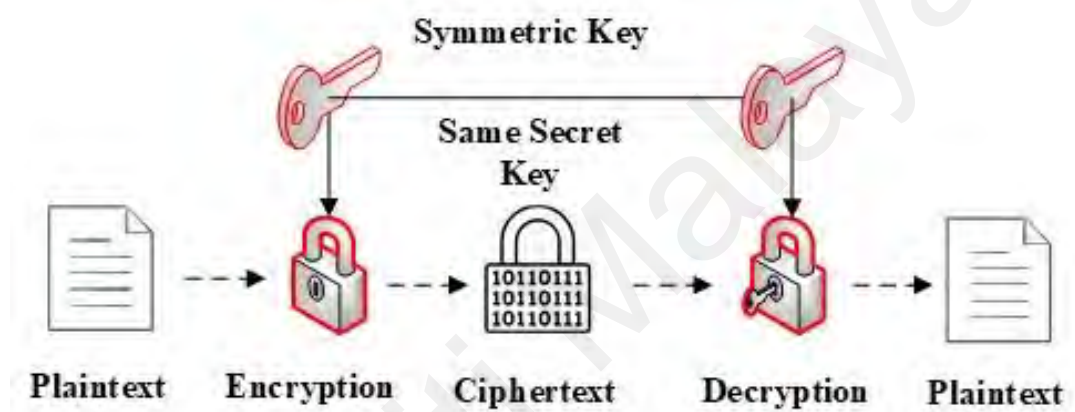 Symmetric Key
Same Secret
Key
10110111
10110111
10110111
Plaintext Encryption Ciphertext Decryption Plaintext